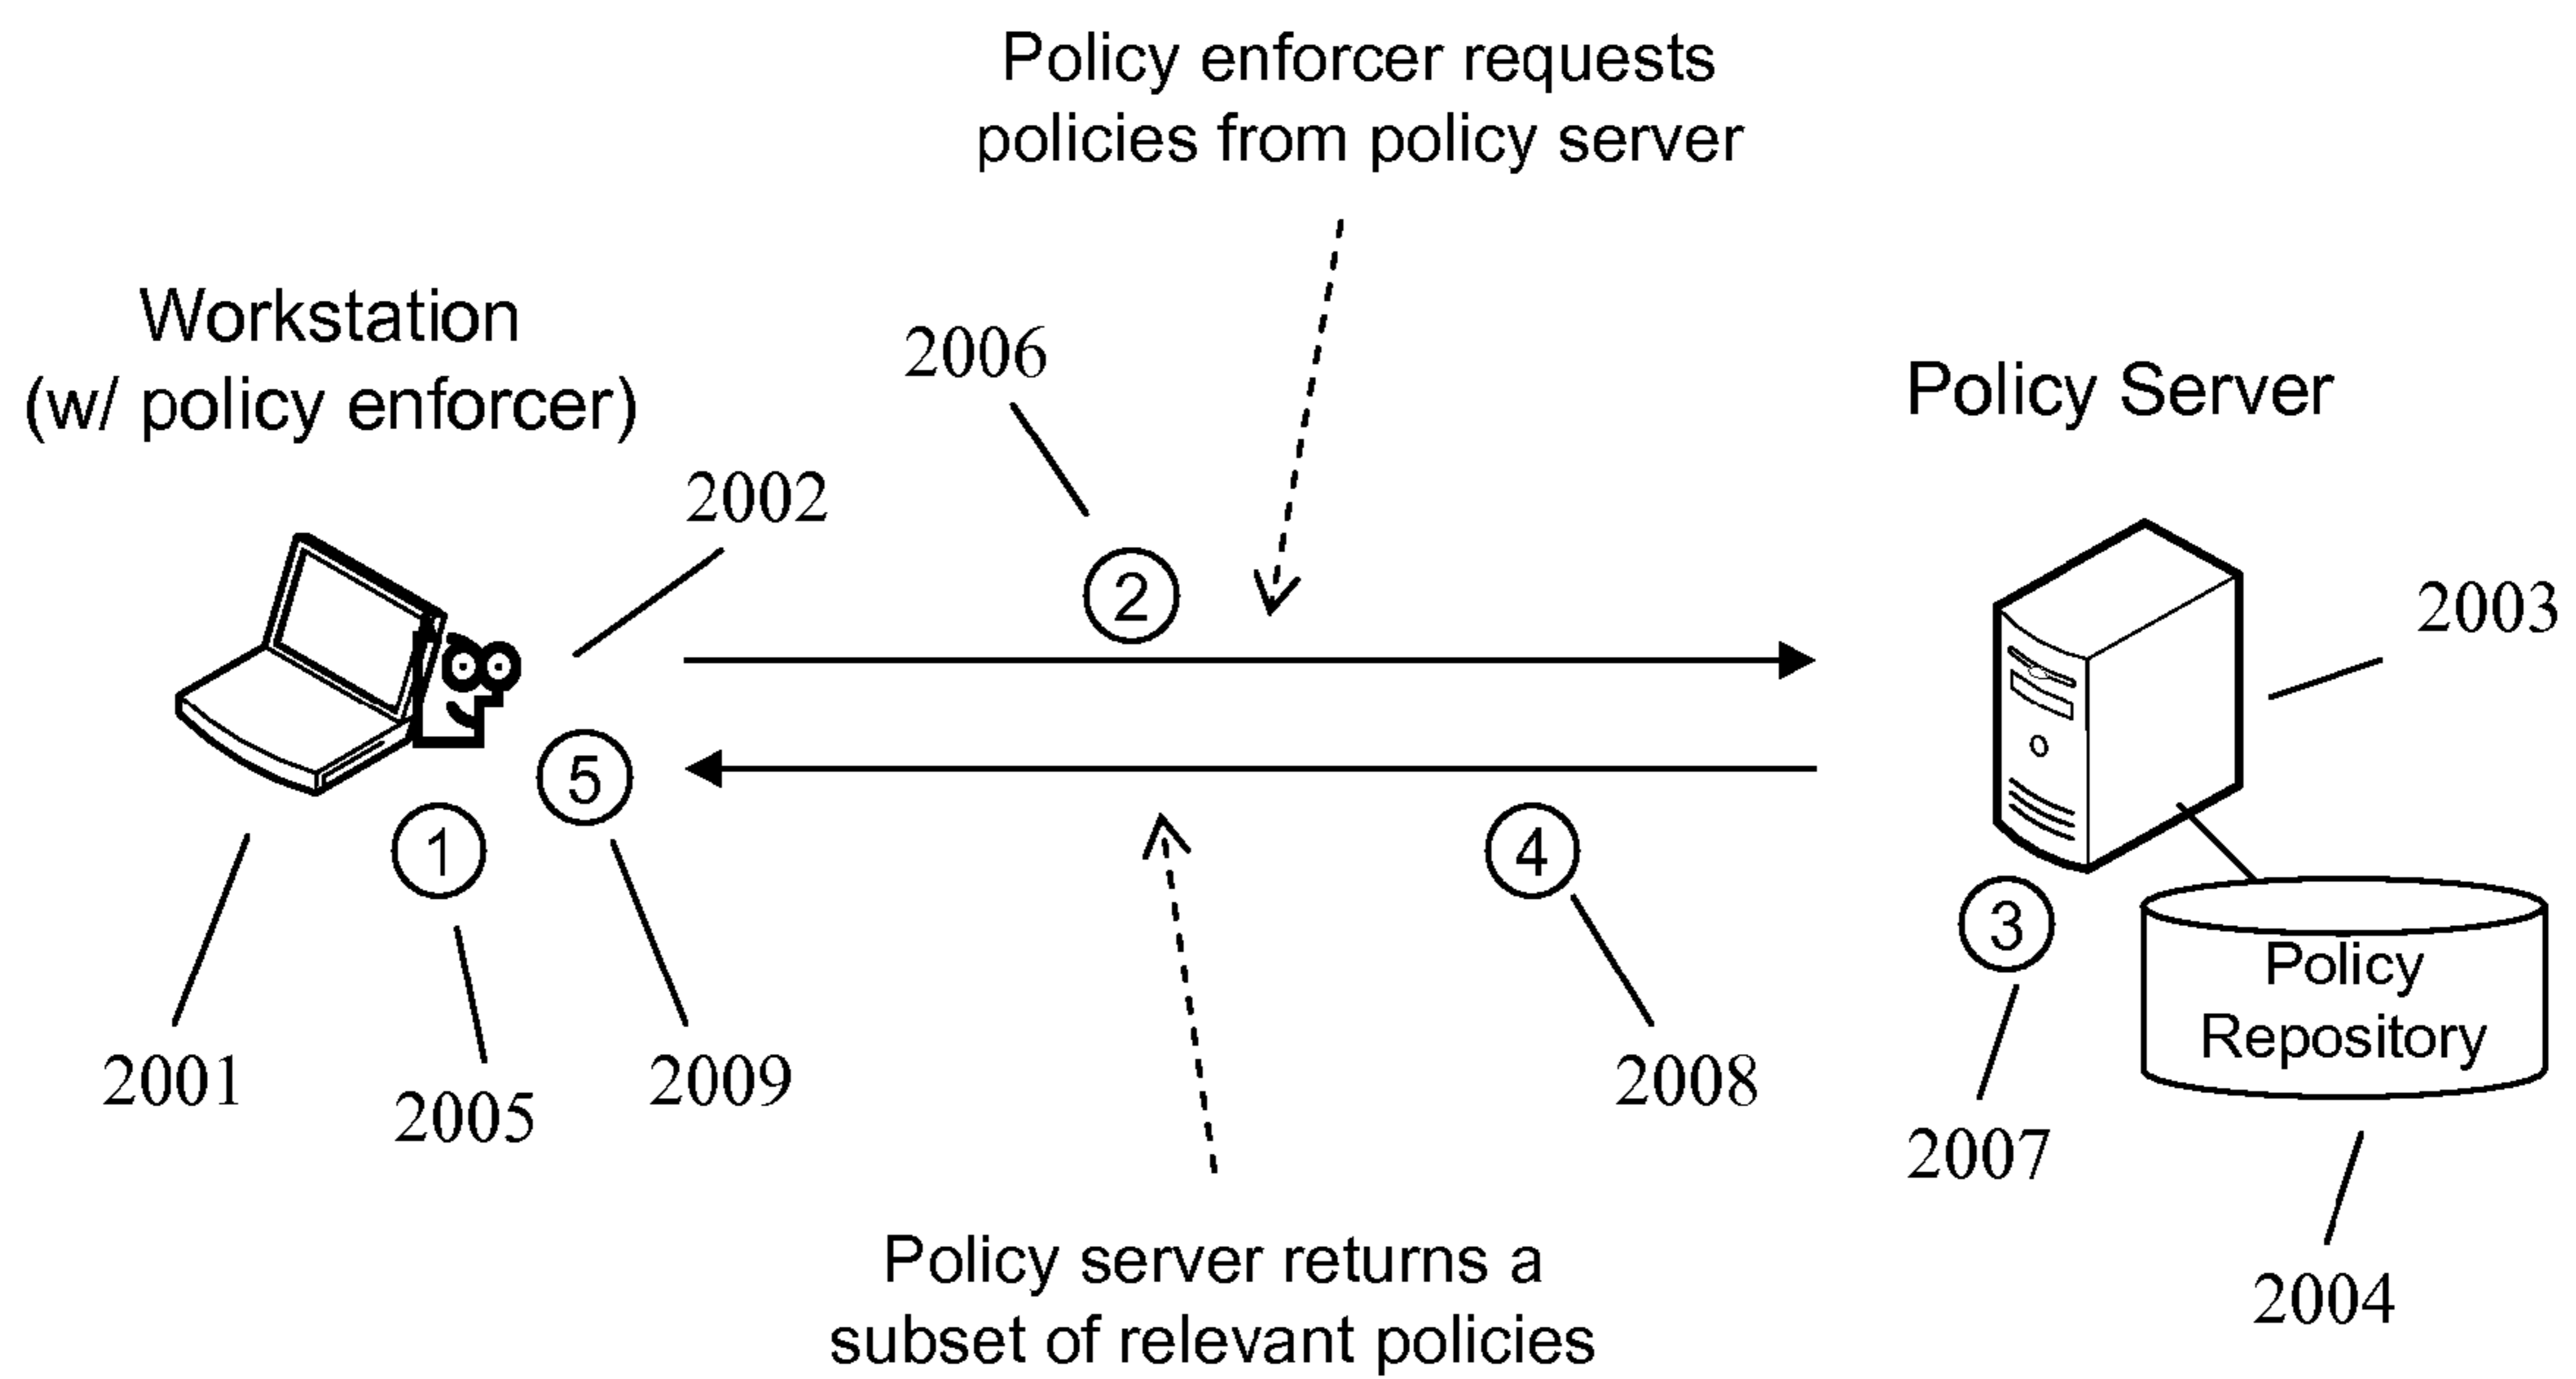 Policy enforcer requests
policies from policy server
Workstation
(w/ policy enforcer)
2006
Policy Server
2002
2
2003
5
1
4
3
Policy
Repository
2001
2005
2009
2008
2007
2004
Policy server returns a
subset of relevant policies